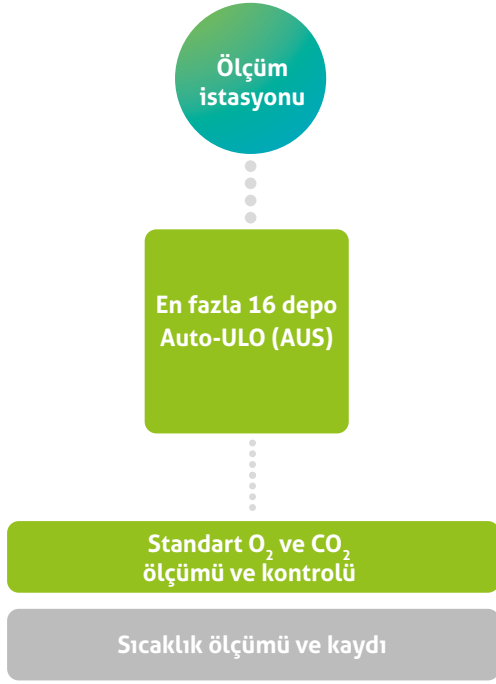 Ölçüm
istasyonu
En fazla 16 depo
Auto-ULO (AUS)
Standart O₂ ve CO₂
ölçümü ve kontrolü
Sıcaklık ölçümü ve kaydı